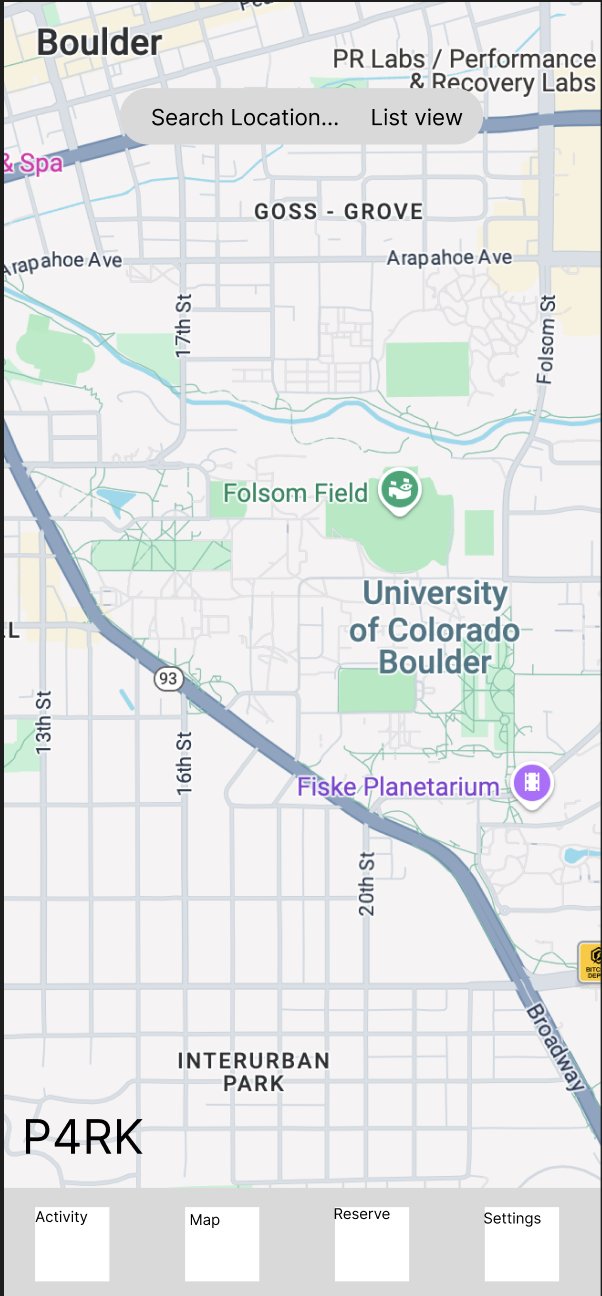 Boulder
PR Labs / Performance
& Recovery Labs
Search Location... List view
& Spa
GOSS - GROVE
Arapahoe Ave
Arapahoe Ave
17th St
Folsom St
Folsom Field
University
of Colorado
Boulder
93
13th St
16th St
Fiske Planetarium
20th St
Broadway
INTERURBAN
PARK
P4RK
Activity
Map
Reserve
Settings